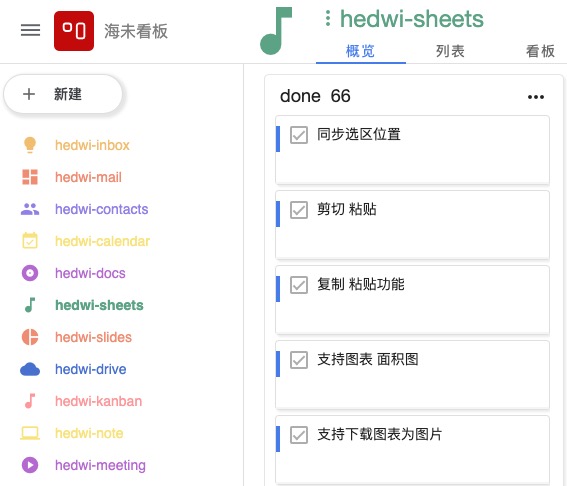 海未看板
hedwi-sheets
概览 列表 看板
新建
hedwi-inbox
hedwi-mail
hedwi-contacts
hedwi-calendar
hedwi-docs
hedwi-sheets
hedwi-slides
hedwi-drive
hedwi-kanban
hedwi-note
hedwi-meeting
done 66
同步选区位置
剪切 粘贴
复制 粘贴功能
支持图表 面积图
支持下载图表为图片